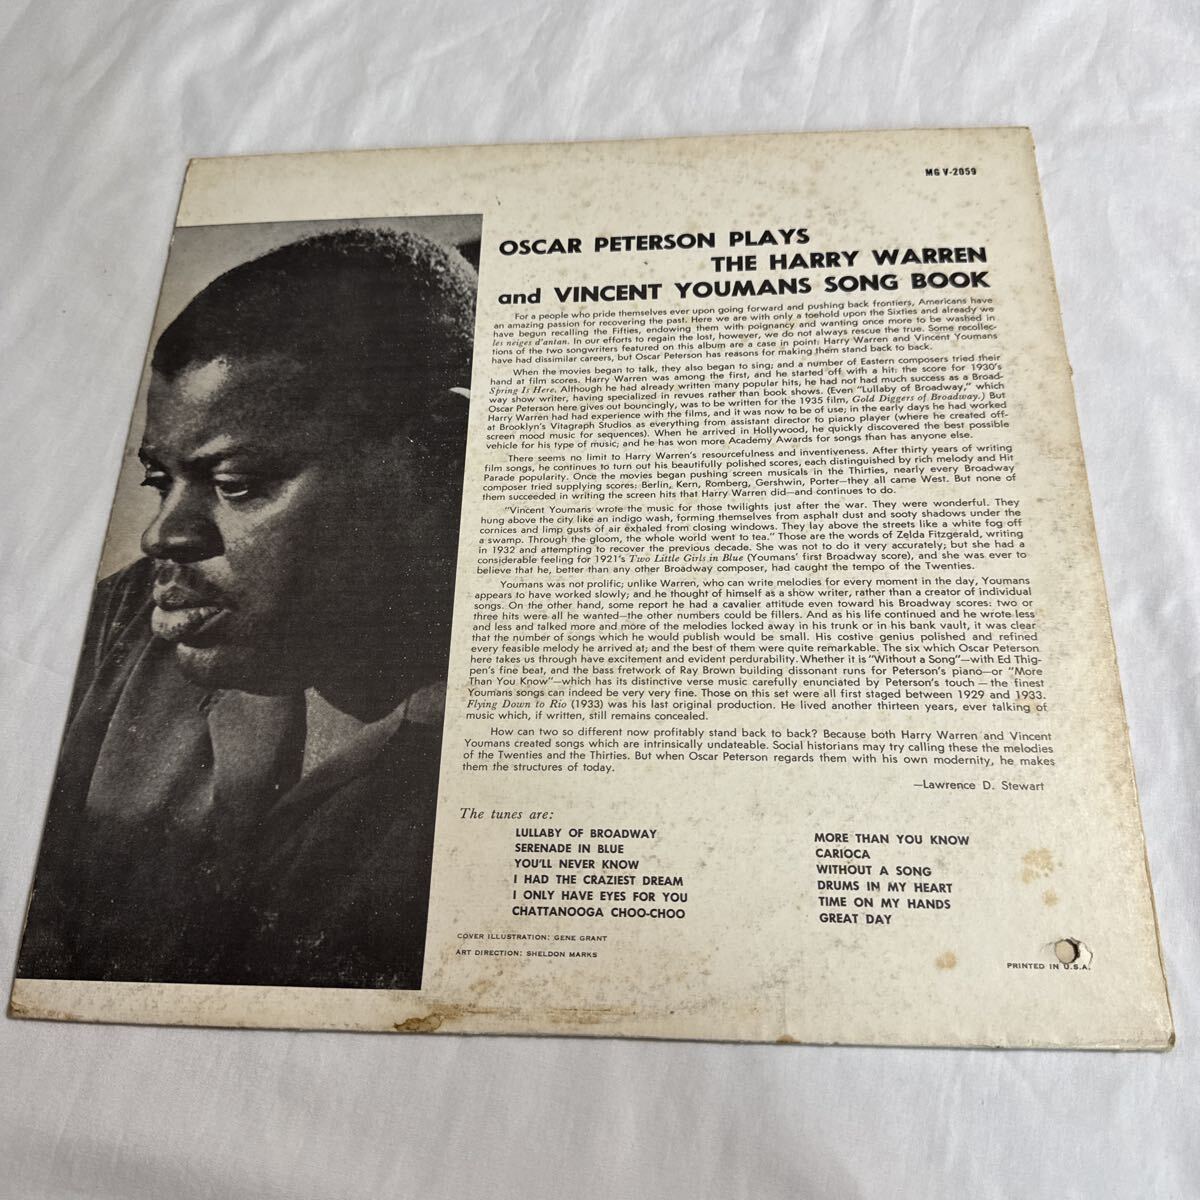 MG V-2059
OSCAR PETERSON PLAYS
THE HARRY WARREN
and VINCENT YOUMANS SONG BOOK
For a people who pride themselves ever upon going forward and pushing back frontiers, Americans have
an amazing passion for recovering the past. Here we are with only a toehold upon the Sixties and already we
have begun recalling the Fifties, endowing them with poignancy and wanting once more to be washed in
les neiges d'antan. In our efforts to regain the lost, however, we do not always rescue the true. Some recollec-
tions of the two songwriters featured on this album are a case in point: Harry Warren and Vincent Youmans
have had dissimilar careers, but Oscar Peterson has reasons for making them stand back to back.
When the movies began to talk, they also began to sing; and a number of Eastern composers tried their
hand at film scores. Harry Warren was among the first, and he started off with a hit: the score for 1930's
Spring It Here. Although he had already written many popular hits, he had not had much success as a Broad-
way show writer, having specialized in revues rather than book shows. (Even "Lullaby of Broadway," which
Oscar Peterson here gives out bouncingly, was to be written for the 1935 film, Gold Diggers of Broadway.) But
Harry Warren had had experience with the films, and it was now to be of use; in the early days he had worked
at Brooklyn's Vitagraph Studios as everything from assistant director to piano player (where he created off-
screen mood music for sequences). When he arrived in Hollywood, he quickly discovered the best possible
vehicle for his type of music; and he has won more Academy Awards for songs than has anyone else.
There seems no limit to Harry Warren's resourcefulness and inventiveness. After thirty years of writing
film songs, he continues to turn out his beautifully polished scores, each distinguished by rich melody and Hit
Parade popularity. Once the movies began pushing screen musicals in the Thirties, nearly every Broadway
composer tried supplying scores: Berlin, Kern, Romberg, Gershwin, Porter—they all came West. But none of
them succeeded in writing the screen hits that Harry Warren did—and continues to do.
"Vincent Youmans wrote the music for those twilights just after the war. They were wonderful. They
hung above the city like an indigo wash, forming themselves from asphalt dust and sooty shadows under the
cornices and limp gusts of air exhaled from closing windows. They lay above the streets like a white fog off
a swamp. Through the gloom, the whole world went to tea." Those are the words of Zelda Fitzgerald, writing
in 1932 and attempting to recover the previous decade. She was not to do it very accurately; but she had a
considerable feeling for 1921's Two Little Girls in Blue (Youmans' first Broadway score), and she was ever to
believe that he, better than any other Broadway composer, had caught the tempo of the Twenties.
Youmans was not prolific; unlike Warren, who can write melodies for every moment in the day, Youmans
appears to have worked slowly; and he thought of himself as a show writer, rather than a creator of individual
songs. On the other hand, some report he had a cavalier attitude even toward his Broadway scores: two or
three hits were all he wanted—the other numbers could be fillers. And as his life continued and he wrote less
and less and talked more and more of the melodies locked away in his trunk or in his bank vault, it was clear
that the number of songs which he would publish would be small. His costive genius polished and refined
every feasible melody he arrived at; and the best of them were quite remarkable. The six which Oscar Peterson
here takes us through have excitement and evident perdurability. Whether it is "Without a Song"—with Ed Thig-
pen's fine beat, and the bass fretwork of Ray Brown building dissonant runs for Peterson's piano—or "More
Than You Know"—which has its distinctive verse music carefully enunciated by Peterson's touch — the finest
Youmans songs can indeed be very very fine. Those on this set were all first staged between 1929 and 1933.
Flying Down to Rio (1933) was his last original production. He lived another thirteen years, ever talking of
music which, if written, still remains concealed.
How can two so different now profitably stand back to back? Because both Harry Warren and Vincent
Youmans created songs which are intrinsically undateable. Social historians may try calling these the melodies
of the Twenties and the Thirties. But when Oscar Peterson regards them with his own modernity, he makes
them the structures of today.
—Lawrence D. Stewart
The tunes are:
LULLABY OF BROADWAY
SERENADE IN BLUE
YOU'LL NEVER KNOW
I HAD THE CRAZIEST DREAM
I ONLY HAVE EYES FOR YOU
CHATTANOOGA CHOO-CHOO
MORE THAN YOU KNOW
CARIOCA
WITHOUT A SONG
DRUMS IN MY HEART
TIME ON MY HANDS
GREAT DAY
COVER ILLUSTRATION: GENE GRANT
ART DIRECTION: SHELDON MARKS
PRINTED IN U.S.A.